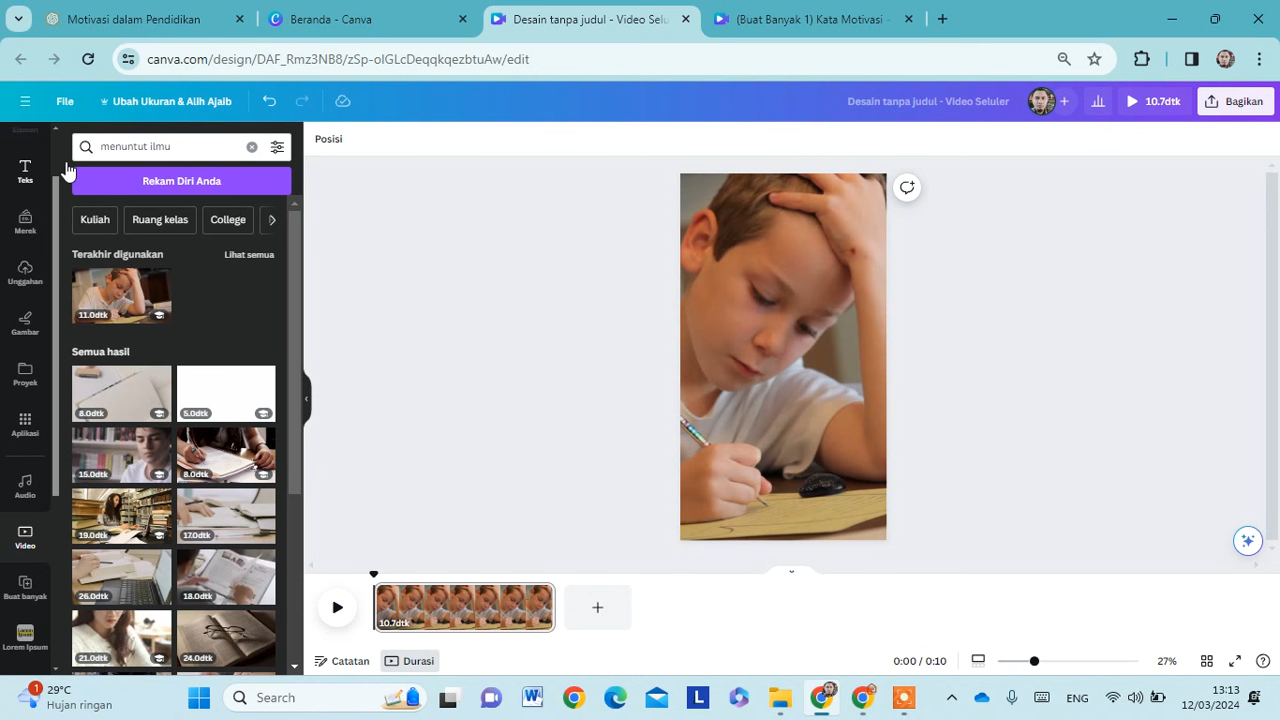 Motivasi dalam Pendidikan
Beranda - Canva
Desain tanpa judul - Video Selu
(Buat Banyak 1) Kata Motivasi -
canva.com/design/DAF_Rmz3NB8/zSp-oIGLcDeqqkqezbtuAw/edit
File
Ubah Ukuran & Alih Ajaib
Desain tanpa judul - Video Seluler
10.7dtk
Bagikan
Elemen
Teks
Merek
Unggahan
Gambar
Proyek
Aplikasi
Audio
Video
Buat banyak
Lorem Ipsum
menuntut ilmu
Rekam Diri Anda
Kuliah
Ruang kelas
College
Terakhir digunakan
Lihat semua
11.0dtk
Semua hasil
8.0dtk
5.0dtk
15.0dtk
8.0dtk
19.0dtk
17.0dtk
26.0dtk
18.0dtk
21.0dtk
24.0dtk
Posisi
10.7dtk
Catatan
Durasi
0:00 / 0:10
27%
1
29°C
Hujan ringan
Search
ENG
13:13
12/03/2024